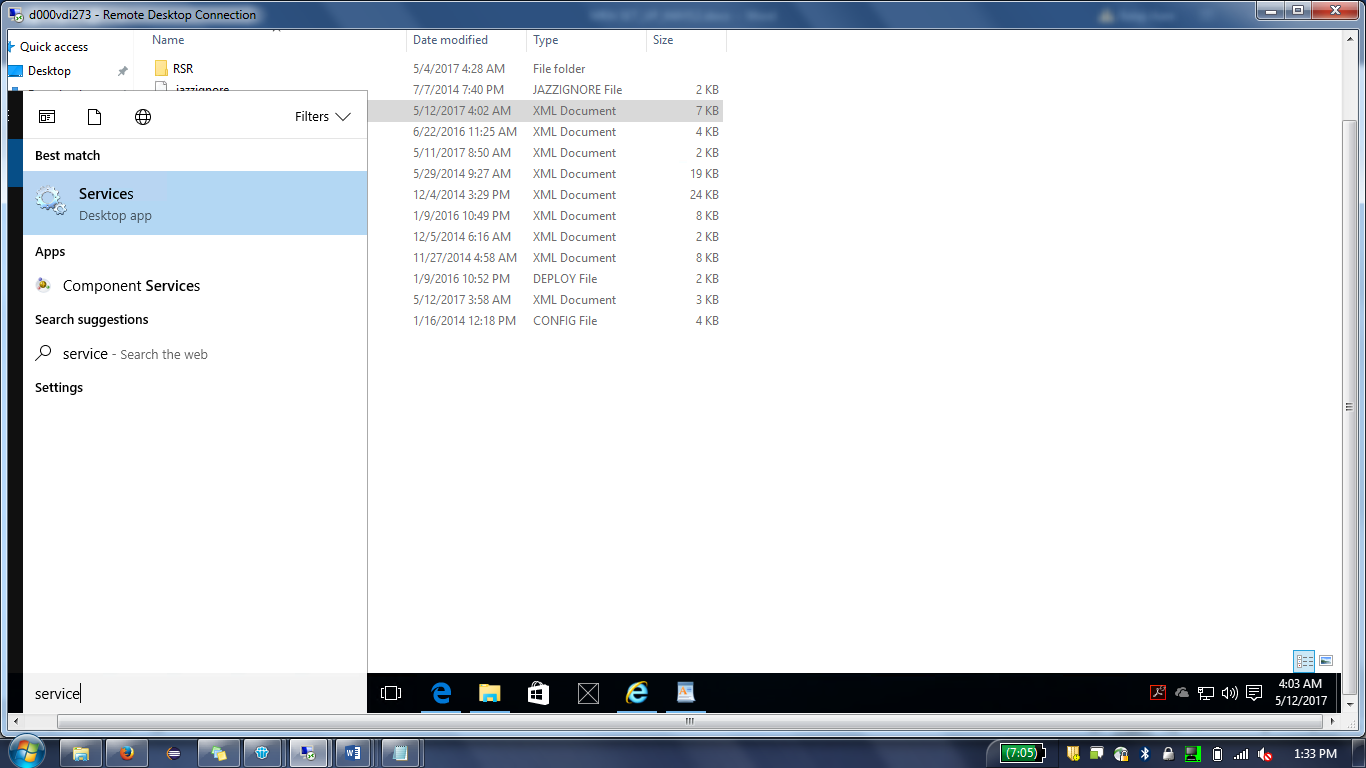 d000vdi273 - Remote Desktop Connection
Quick access
Desktop
Name Date modified Type Size
RSR 5/4/2017 4:28 AM File folder
.jazzignore 7/7/2014 7:40 PM JAZZIGNORE File 2 KB
5/12/2017 4:02 AM XML Document 7 KB
6/22/2016 11:25 AM XML Document 4 KB
5/11/2017 8:50 AM XML Document 2 KB
5/29/2014 9:27 AM XML Document 19 KB
12/4/2014 3:29 PM XML Document 24 KB
1/9/2016 10:49 PM XML Document 8 KB
12/5/2014 6:16 AM XML Document 2 KB
11/27/2014 4:58 AM XML Document 8 KB
1/9/2016 10:52 PM DEPLOY File 2 KB
5/12/2017 3:58 AM XML Document 3 KB
1/16/2014 12:18 PM CONFIG File 4 KB
Filters
Best match
Services
Desktop app
Apps
Component Services
Search suggestions
service - Search the web
Settings
service
4:03 AM
5/12/2017
(7:05)
1:33 PM